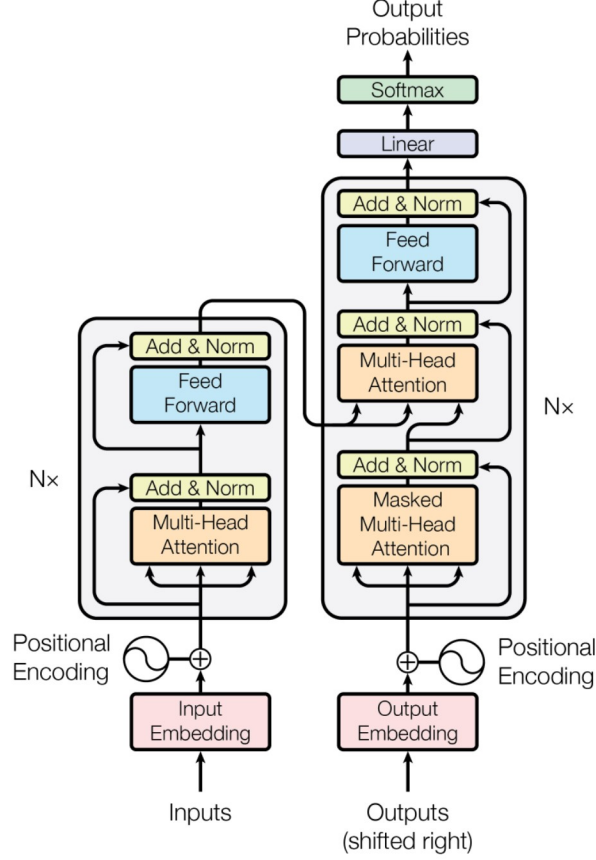 Output
Probabilities
Softmax
Linear
Add & Norm
Feed
Forward
Add & Norm
Multi-Head
Attention
Add & Norm
Masked
Multi-Head
Attention
N×
Positional
Encoding
Output
Embedding
Outputs
(shifted right)
Add & Norm
Feed
Forward
Add & Norm
Multi-Head
Attention
N×
Positional
Encoding
Input
Embedding
Inputs